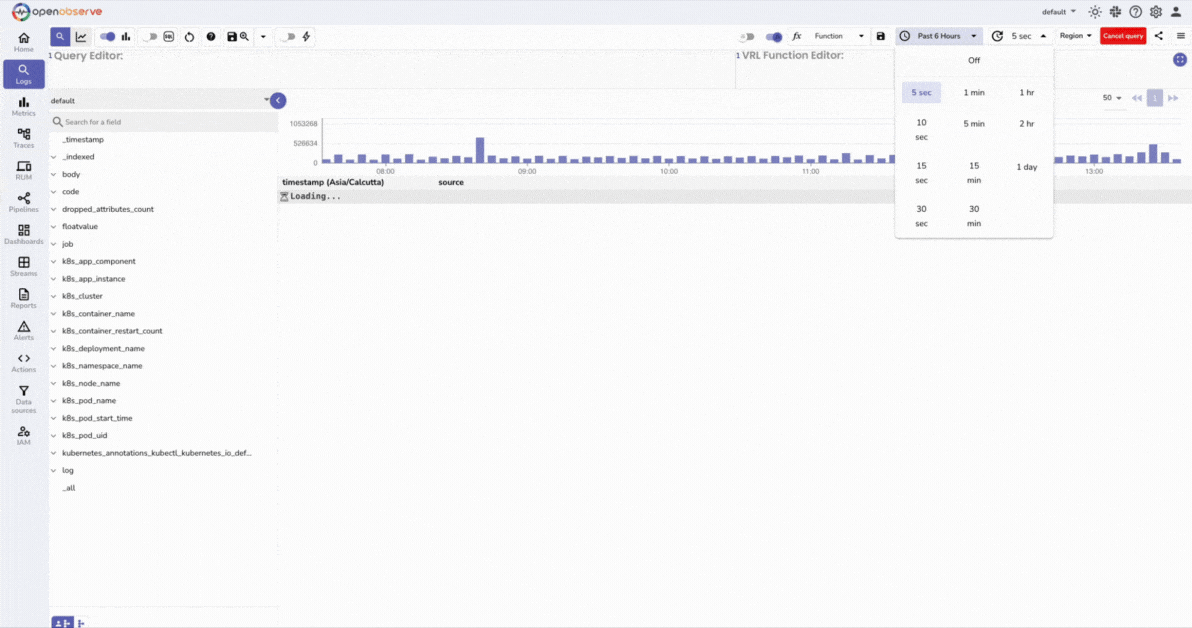 openobserve
default
Past 6 Hours
5 sec
Region
Cancel query
Function
fx
SQL
Home
Logs
Metrics
Traces
RUM
Pipelines
Dashboards
Streams
Reports
Alerts
Actions
Data
sources
IAM
1 Query Editor:
1 VRL Function Editor:
Off
5 sec
1 min
1 hr
10
sec
5 min
2 hr
15
sec
15
min
1 day
30
sec
30
min
50
1
default
Search for a field
_timestamp
_indexed
body
code
dropped_attributes_count
floatvalue
job
k8s_app_component
k8s_app_instance
k8s_cluster
k8s_container_name
k8s_container_restart_count
k8s_deployment_name
k8s_namespace_name
k8s_node_name
k8s_pod_name
k8s_pod_start_time
k8s_pod_uid
kubernetes_annotations_kubectl_kubernetes_io_def...
log
_all
1053268
526634
0
08:00
09:00
10:00
11:00
13:00
timestamp (Asia/Calcutta)
source
Loading...